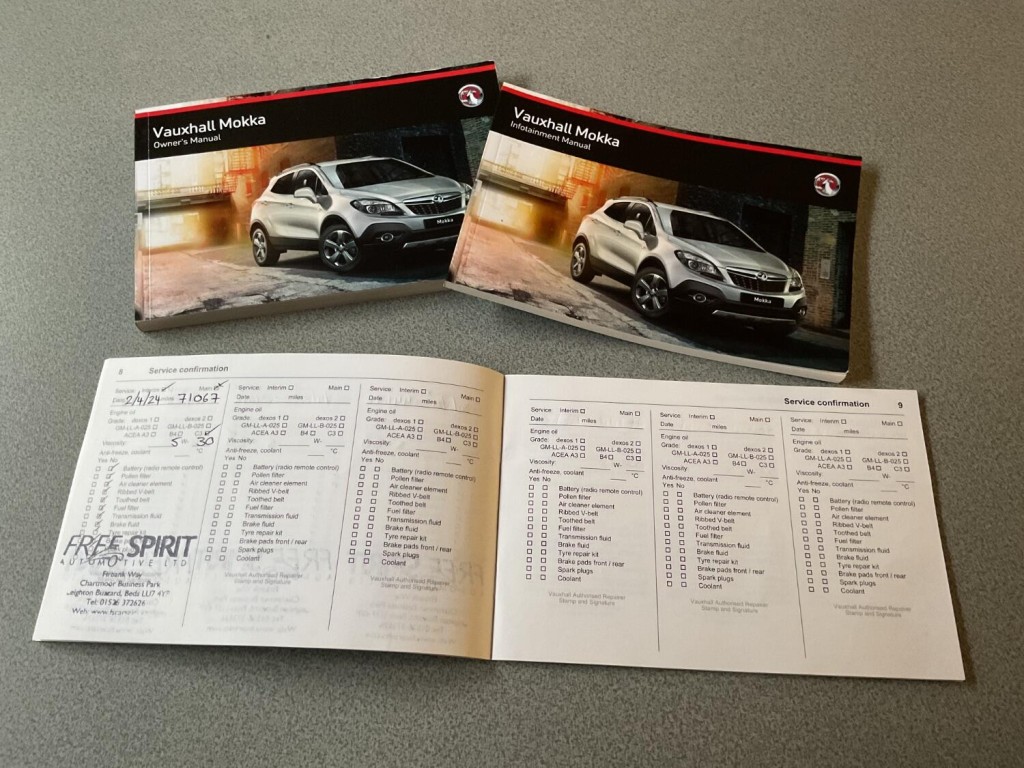 Vauxhall Mokka
Owner's Manual
Mokka
Vauxhall Mokka
Infotainment Manual
Mokka
8 Service confirmation
Service: Interim Main
Date 2/4/24 miles 71067
Engine oil
Grade: dexos 1 □ dexos 2 □
GM-LL-A-025 □ GM-LL-B-025 □
ACEA A3 □ B4 □ C3
Viscosity: 5 W- 30
Anti-freeze, coolant °C
Yes No
Battery (radio remote control)
Pollen filter
Air cleaner element
Ribbed V-belt
Toothed belt
Fuel filter
Transmission fluid
Brake fluid
Tyre repair kit
FREE SPIRIT
AUTOMOTIVE LTD
Firbank Way
Chartmoor Business Park
Leighton Buzzard, Beds LU7 4YP
Tel: 01525 372626
Web:
Service: Interim □ Main □
Date miles
Engine oil
Grade: dexos 1 □ dexos 2 □
GM-LL-A-025 □ GM-LL-B-025 □
ACEA A3 □ B4 □ C3 □
Viscosity: W-
Anti-freeze, coolant °C
Yes No
□ □ Battery (radio remote control)
□ □ Pollen filter
□ □ Air cleaner element
□ □ Ribbed V-belt
□ □ Toothed belt
□ □ Fuel filter
□ □ Transmission fluid
□ □ Brake fluid
□ □ Tyre repair kit
□ □ Brake pads front / rear
□ □ Spark plugs
□ □ Coolant
Vauxhall Authorised Repairer
Stamp and Signature
Service: Interim □ Main □
Date miles
Engine oil
Grade: dexos 1 □ dexos 2 □
GM-LL-A-025 □ GM-LL-B-025 □
ACEA A3 □ B4 □ C3 □
Viscosity: W-
Anti-freeze, coolant °C
Yes No
□ □ Battery (radio remote control)
□ □ Pollen filter
□ □ Air cleaner element
□ □ Ribbed V-belt
□ □ Toothed belt
□ □ Fuel filter
□ □ Transmission fluid
□ □ Brake fluid
□ □ Tyre repair kit
□ □ Brake pads front / rear
□ □ Spark plugs
□ □ Coolant
Vauxhall Authorised Repairer
Stamp and Signature
Service confirmation 9
Service: Interim □ Main □
Date miles
Engine oil
Grade: dexos 1 □ dexos 2 □
GM-LL-A-025 □ GM-LL-B-025 □
ACEA A3 □ B4 □ C3 □
Viscosity: W-
Anti-freeze, coolant °C
Yes No
□ □ Battery (radio remote control)
□ □ Pollen filter
□ □ Air cleaner element
□ □ Ribbed V-belt
□ □ Toothed belt
□ □ Fuel filter
□ □ Transmission fluid
□ □ Brake fluid
□ □ Tyre repair kit
□ □ Brake pads front / rear
□ □ Spark plugs
□ □ Coolant
Vauxhall Authorised Repairer
Stamp and Signature
Service: Interim □ Main □
Date miles
Engine oil
Grade: dexos 1 □ dexos 2 □
GM-LL-A-025 □ GM-LL-B-025 □
ACEA A3 □ B4 □ C3 □
Viscosity: W-
Anti-freeze, coolant °C
Yes No
□ □ Battery (radio remote control)
□ □ Pollen filter
□ □ Air cleaner element
□ □ Ribbed V-belt
□ □ Toothed belt
□ □ Fuel filter
□ □ Transmission fluid
□ □ Brake fluid
□ □ Tyre repair kit
□ □ Brake pads front / rear
□ □ Spark plugs
□ □ Coolant
Vauxhall Authorised Repairer
Stamp and Signature
Service: Interim □ Main □
Date miles
Engine oil
Grade: dexos 1 □ dexos 2 □
GM-LL-A-025 □ GM-LL-B-025 □
ACEA A3 □ B4 □ C3 □
Viscosity: W-
Anti-freeze, coolant °C
Yes No
□ □ Battery (radio remote control)
□ □ Pollen filter
□ □ Air cleaner element
□ □ Ribbed V-belt
□ □ Toothed belt
□ □ Fuel filter
□ □ Transmission fluid
□ □ Brake fluid
□ □ Tyre repair kit
□ □ Brake pads front / rear
□ □ Spark plugs
□ □ Coolant
Vauxhall Authorised Repairer
Stamp and Signature